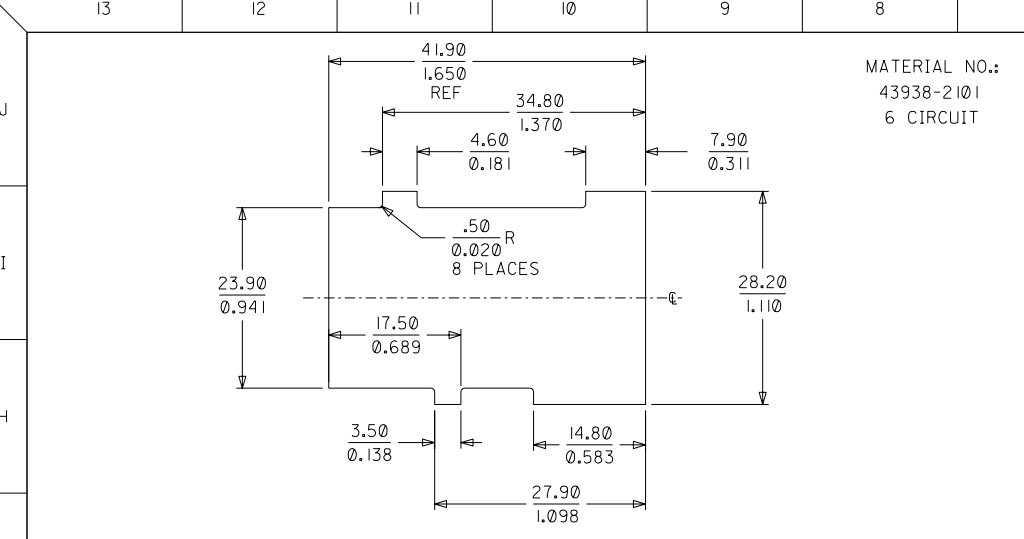 13 12 11 10 9 8
J
I
H
MATERIAL NO.:
43938-2101
6 CIRCUIT
41.90
1.650
REF
34.80
1.370
4.60
0.181
7.90
0.311
.50
0.020
R
8 PLACES
23.90
0.941
28.20
1.110
℄
17.50
0.689
3.50
0.138
14.80
0.583
27.90
1.098